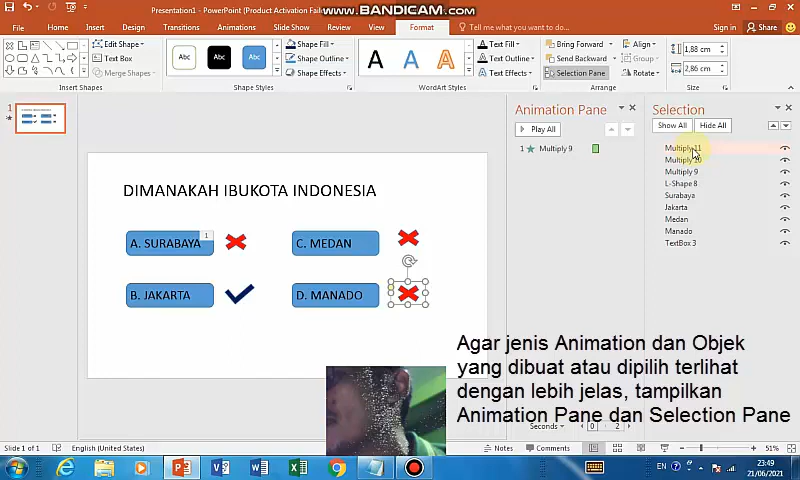 Presentation1 - PowerPoint (Product Activation Fail
www.BANDICAM.com
File
Home
Insert
Design
Transitions
Animations
Slide Show
Review
View
Format
Tell me what you want to do...
Sign in
Share
Edit Shape
Text Box
Merge Shapes
Insert Shapes
Abc
Abc
Abc
Shape Fill
Shape Outline
Shape Effects
Shape Styles
A
A
A
Text Fill
Text Outline
Text Effects
WordArt Styles
Bring Forward
Send Backward
Selection Pane
Align
Group
Rotate
Arrange
1,88 cm
2,86 cm
Size
1
Animation Pane
Play All
1
Multiply 9
Selection
Show All
Hide All
Multiply 11
Multiply 10
Multiply 9
L-Shape 8
Surabaya
Jakarta
Medan
Manado
TextBox 3
DIMANAKAH IBUKOTA INDONESIA
A. SURABAYA
1
C. MEDAN
B. JAKARTA
D. MANADO
Agar jenis Animation dan Objek
yang dibuat atau dipilih terlihat
dengan lebih jelas, tampilkan
Animation Pane dan Selection Pane
Seconds
0
2
Slide 1 of 1
English (United States)
Notes
Comments
51%
EN
23:49
21/06/2021